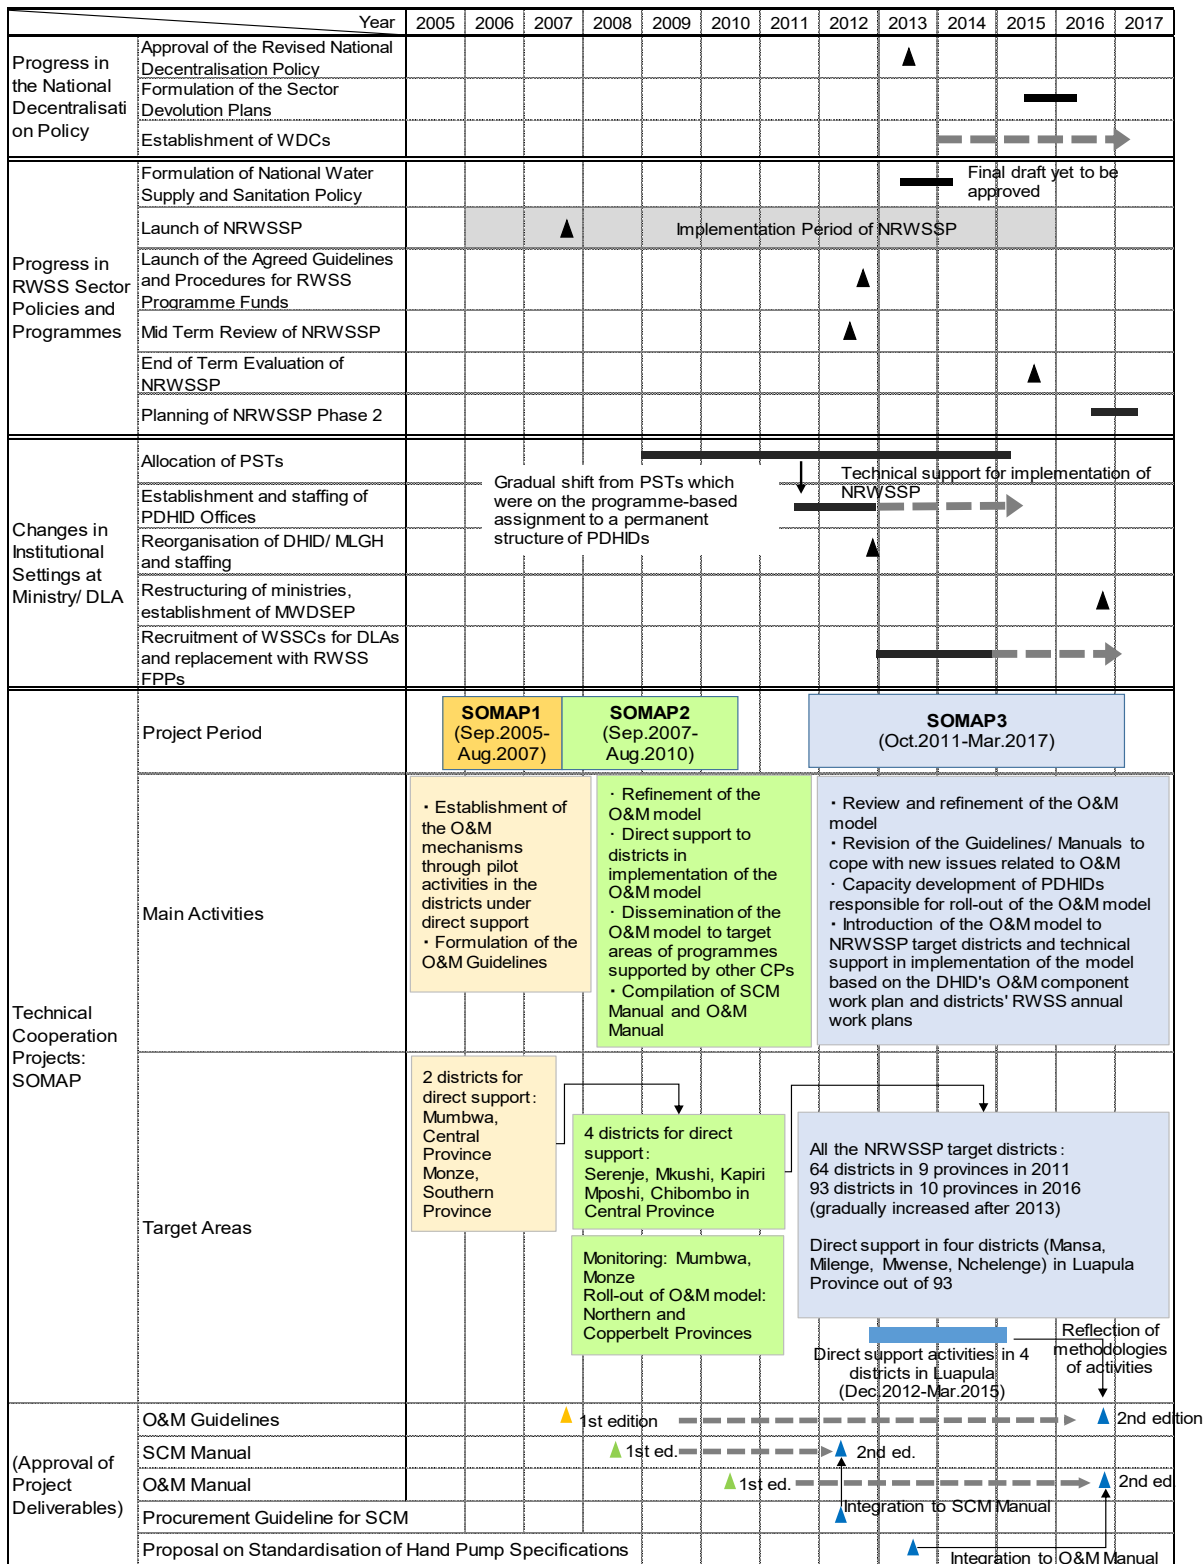 Year 2005 2006 2007 2008 2009 2010 2011 2012 2013 2014 2015 2016 2017
Progress in
the National
Decentralisati
on Policy
Approval of the Revised National
Decentralisation Policy
Formulation of the Sector
Devolution Plans
Establishment of WDCs
Progress in
RWSS Sector
Policies and
Programmes
Formulation of National Water
Supply and Sanitation Policy
Final draft yet to be
approved
Launch of NRWSSP
Implementation Period of NRWSSP
Launch of the Agreed Guidelines
and Procedures for RWSS
Programme Funds
Mid Term Review of NRWSSP
End of Term Evaluation of
NRWSSP
Planning of NRWSSP Phase 2
Changes in
Institutional
Settings at
Ministry/ DLA
Allocation of PSTs
Gradual shift from PSTs which
were on the programme-based
assignment to a permanent
structure of PDHIDs
Technical support for implementation of
NRWSSP
Establishment and staffing of
PDHID Offices
Reorganisation of DHID/ MLGH
and staffing
Restructuring of ministries,
establishment of MWDSEP
Recruitment of WSSCs for DLAs
and replacement with RWSS
FPPs
Technical
Cooperation
Projects:
SOMAP
Project Period
SOMAP1
(Sep.2005-
Aug.2007)
SOMAP2
(Sep.2007-
Aug.2010)
SOMAP3
(Oct.2011-Mar.2017)
Main Activities
・Establishment of
the O&M
mechanisms
through pilot
activities in the
districts under
direct support
・Formulation of the
O&M Guidelines
・Refinement of the
O&M model
・Direct support to
districts in
implementation of the
O&M model
・Dissemination of the
O&M model to target
areas of programmes
supported by other CPs
・Compilation of SCM
Manual and O&M
Manual
・Review and refinement of the O&M
model
・Revision of the Guidelines/ Manuals to
cope with new issues related to O&M
・Capacity development of PDHIDs
responsible for roll-out of the O&M model
・Introduction of the O&M model to
NRWSSP target districts and technical
support in implementation of the model
based on the DHID's O&M component
work plan and districts' RWSS annual
work plans
Target Areas
2 districts for
direct support:
Mumbwa,
Central
Province
Monze,
Southern
Province
4 districts for direct
support:
Serenje, Mkushi, Kapiri
Mposhi, Chibombo in
Central Province
Monitoring: Mumbwa,
Monze
Roll-out of O&M model:
Northern and
Copperbelt Provinces
All the NRWSSP target districts:
64 districts in 9 provinces in 2011
93 districts in 10 provinces in 2016
(gradually increased after 2013)
Direct support in four districts (Mansa,
Milenge, Mwense, Nchelenge) in Luapula
Province out of 93
Direct support activities in 4
districts in Luapula
(Dec.2012-Mar.2015)
Reflection of
methodologies
of activities
(Approval of
Project
Deliverables)
O&M Guidelines
1st edition
2nd edition
SCM Manual
1st ed.
2nd ed.
O&M Manual
1st ed.
2nd ed.
Procurement Guideline for SCM
Integration to SCM Manual
Proposal on Standardisation of Hand Pump Specifications
Integration to O&M Manual